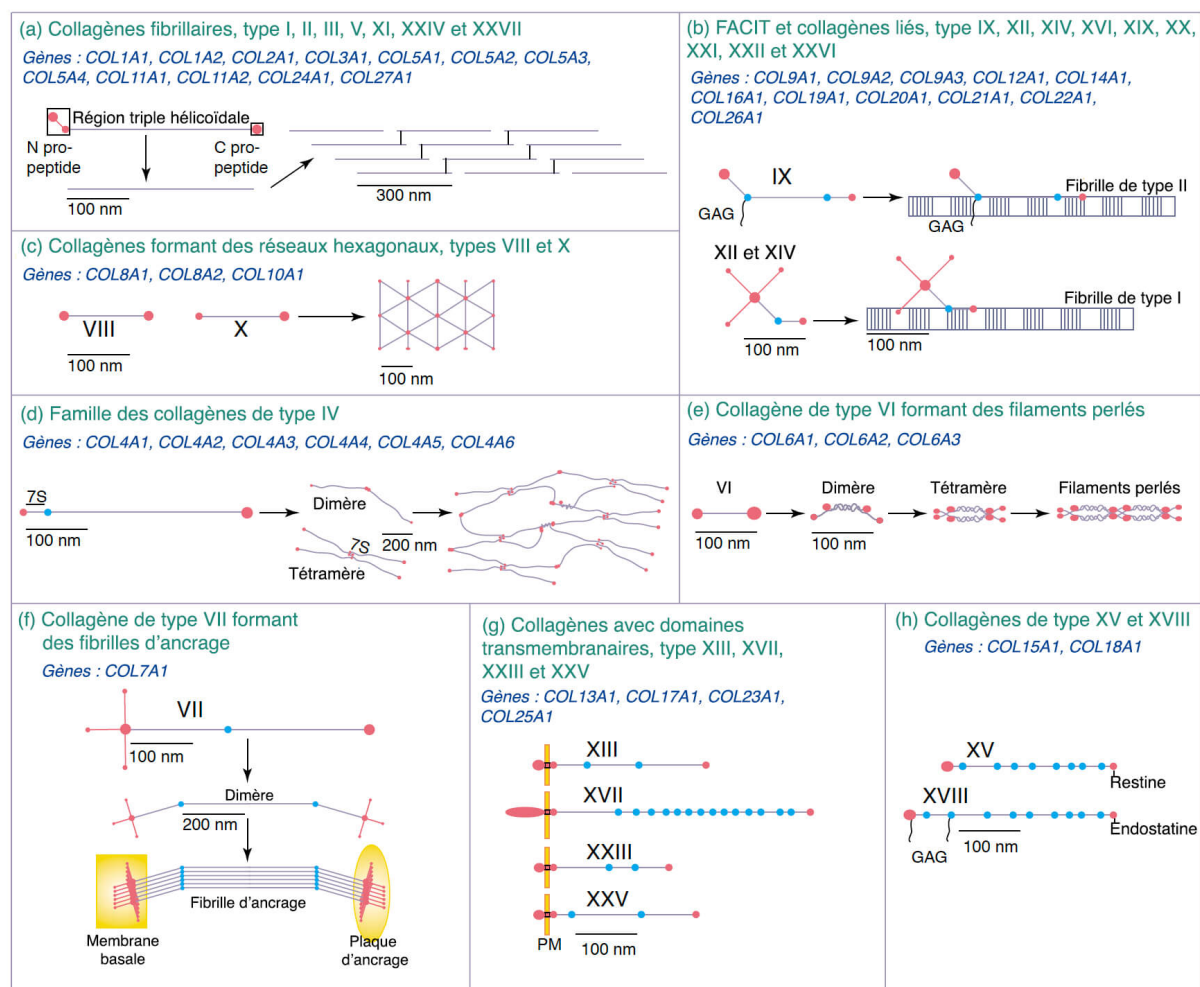 (a) Collagènes fibrillaires, type I, II, III, V, XI, XXIV et XXVII
Gènes : COL1A1, COL1A2, COL2A1, COL3A1, COL5A1, COL5A2, COL5A3,
COL5A4, COL11A1, COL11A2, COL24A1, COL27A1
Région triple hélicoïdale
N pro-
peptide
C pro-
peptide
100 nm
300 nm
(b) FACIT et collagènes liés, type IX, XII, XIV, XVI, XIX, XX,
XXI, XXII et XXVI
Gènes : COL9A1, COL9A2, COL9A3, COL12A1, COL14A1,
COL16A1, COL19A1, COL20A1, COL21A1, COL22A1,
COL26A1
IX
GAG
Fibrille de type II
GAG
XII et XIV
100 nm
Fibrille de type I
100 nm
(c) Collagènes formant des réseaux hexagonaux, types VIII et X
Gènes : COL8A1, COL8A2, COL10A1
VIII
X
100 nm
100 nm
(d) Famille des collagènes de type IV
Gènes : COL4A1, COL4A2, COL4A3, COL4A4, COL4A5, COL4A6
7S
100 nm
Dimère
7S
200 nm
Tétramère
(e) Collagène de type VI formant des filaments perlés
Gènes : COL6A1, COL6A2, COL6A3
VI
Dimère
Tétramère
Filaments perlés
100 nm
100 nm
(f) Collagène de type VII formant
des fibrilles d'ancrage
Gènes : COL7A1
VII
100 nm
Dimère
200 nm
Fibrille d'ancrage
Membrane
basale
Plaque
d'ancrage
(g) Collagènes avec domaines
transmembranaires, type XIII, XVII,
XXIII et XXV
Gènes : COL13A1, COL17A1, COL23A1,
COL25A1
XIII
XVII
XXIII
XXV
PM
100 nm
(h) Collagènes de type XV et XVIII
Gènes : COL15A1, COL18A1
XV
Restine
XVIII
Endostatine
GAG
100 nm